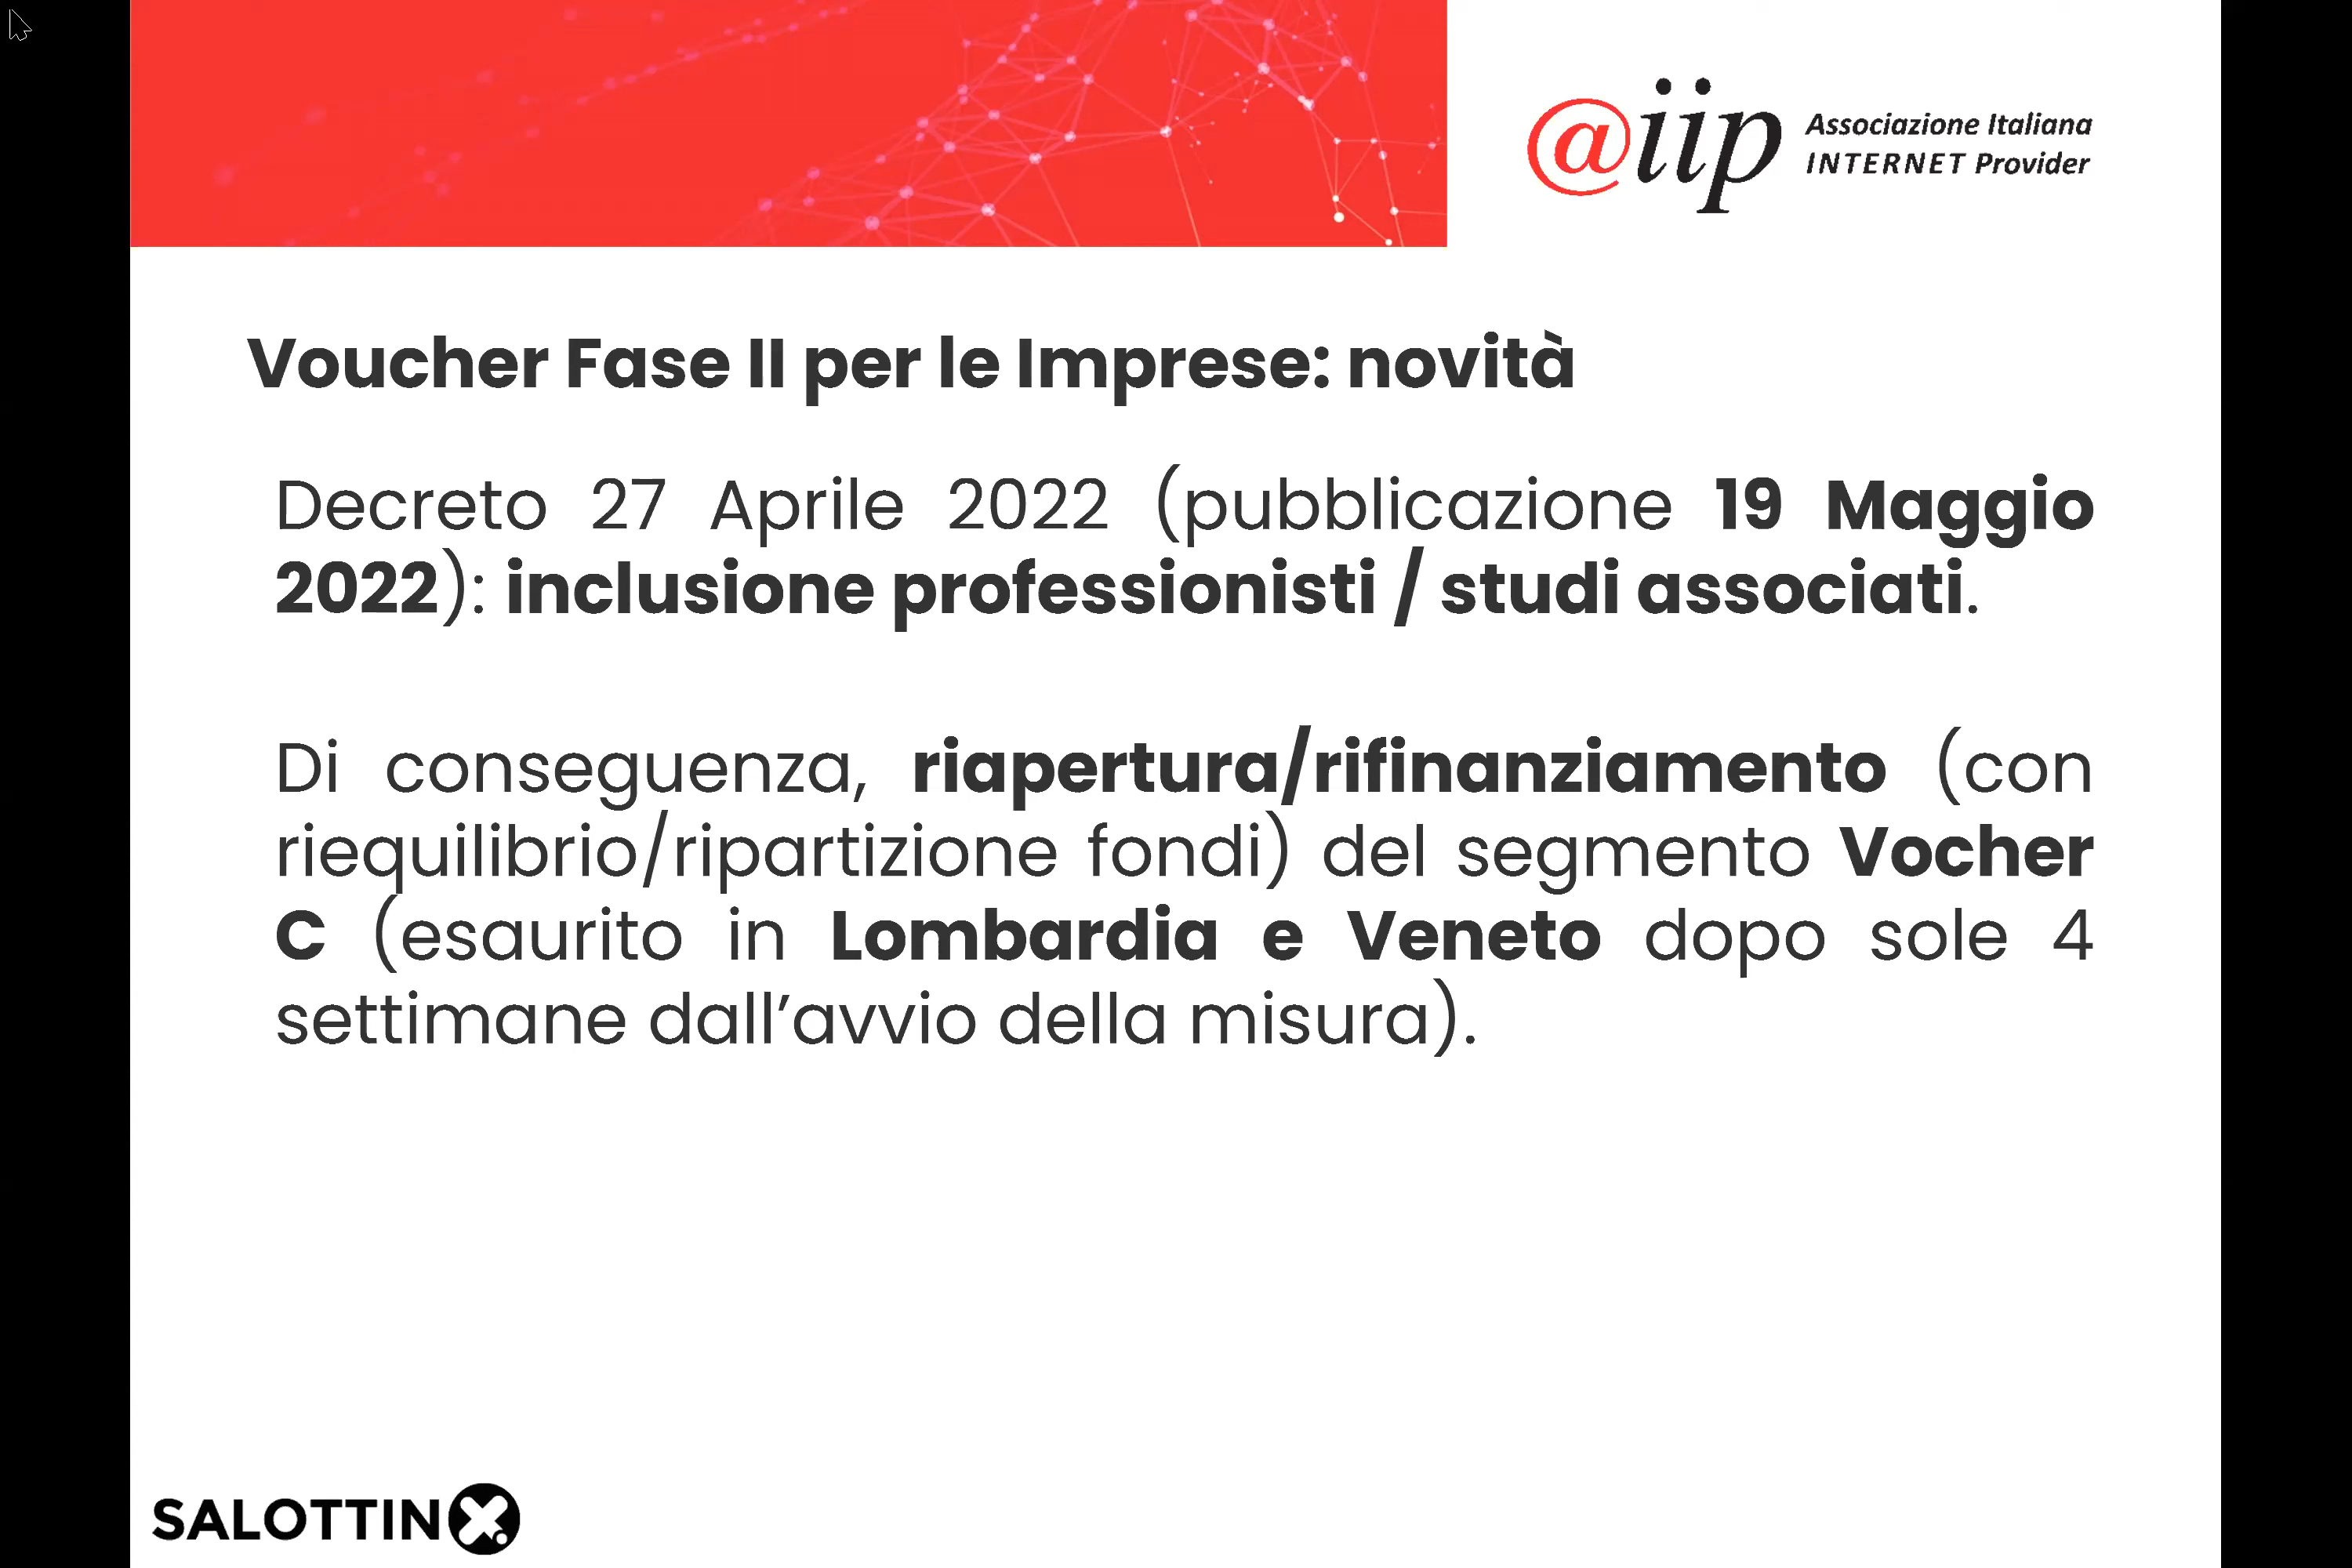 @iip Associazione Italiana
INTERNET Provider
Voucher Fase II per le Imprese: novità
Decreto 27 Aprile 2022 (pubblicazione 19 Maggio
2022): inclusione professionisti / studi associati.
Di conseguenza, riapertura/rifinanziamento (con
riequilibrio/ripartizione fondi) del segmento Vocher
C (esaurito in Lombardia e Veneto dopo sole 4
settimane dall’avvio della misura).
SALOTTINX